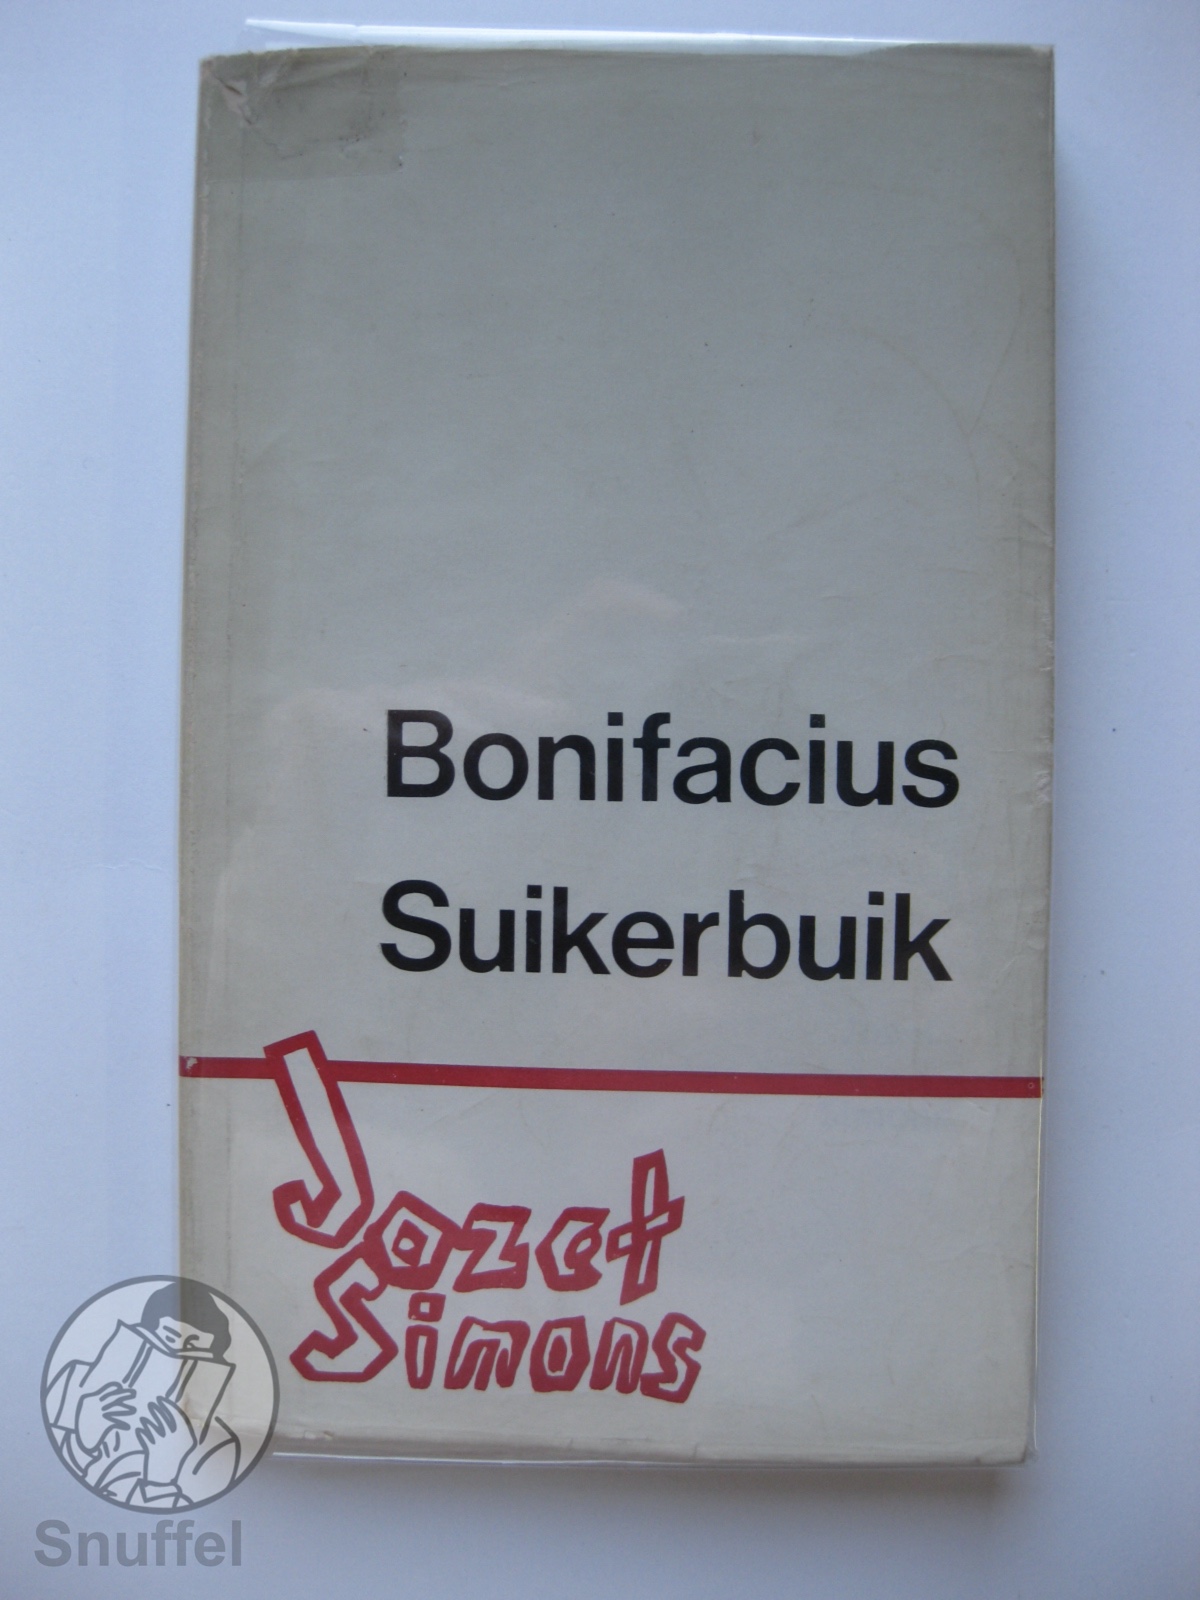 Bonifacius
Suikerbuik
Jozef
Simons
Snuffel